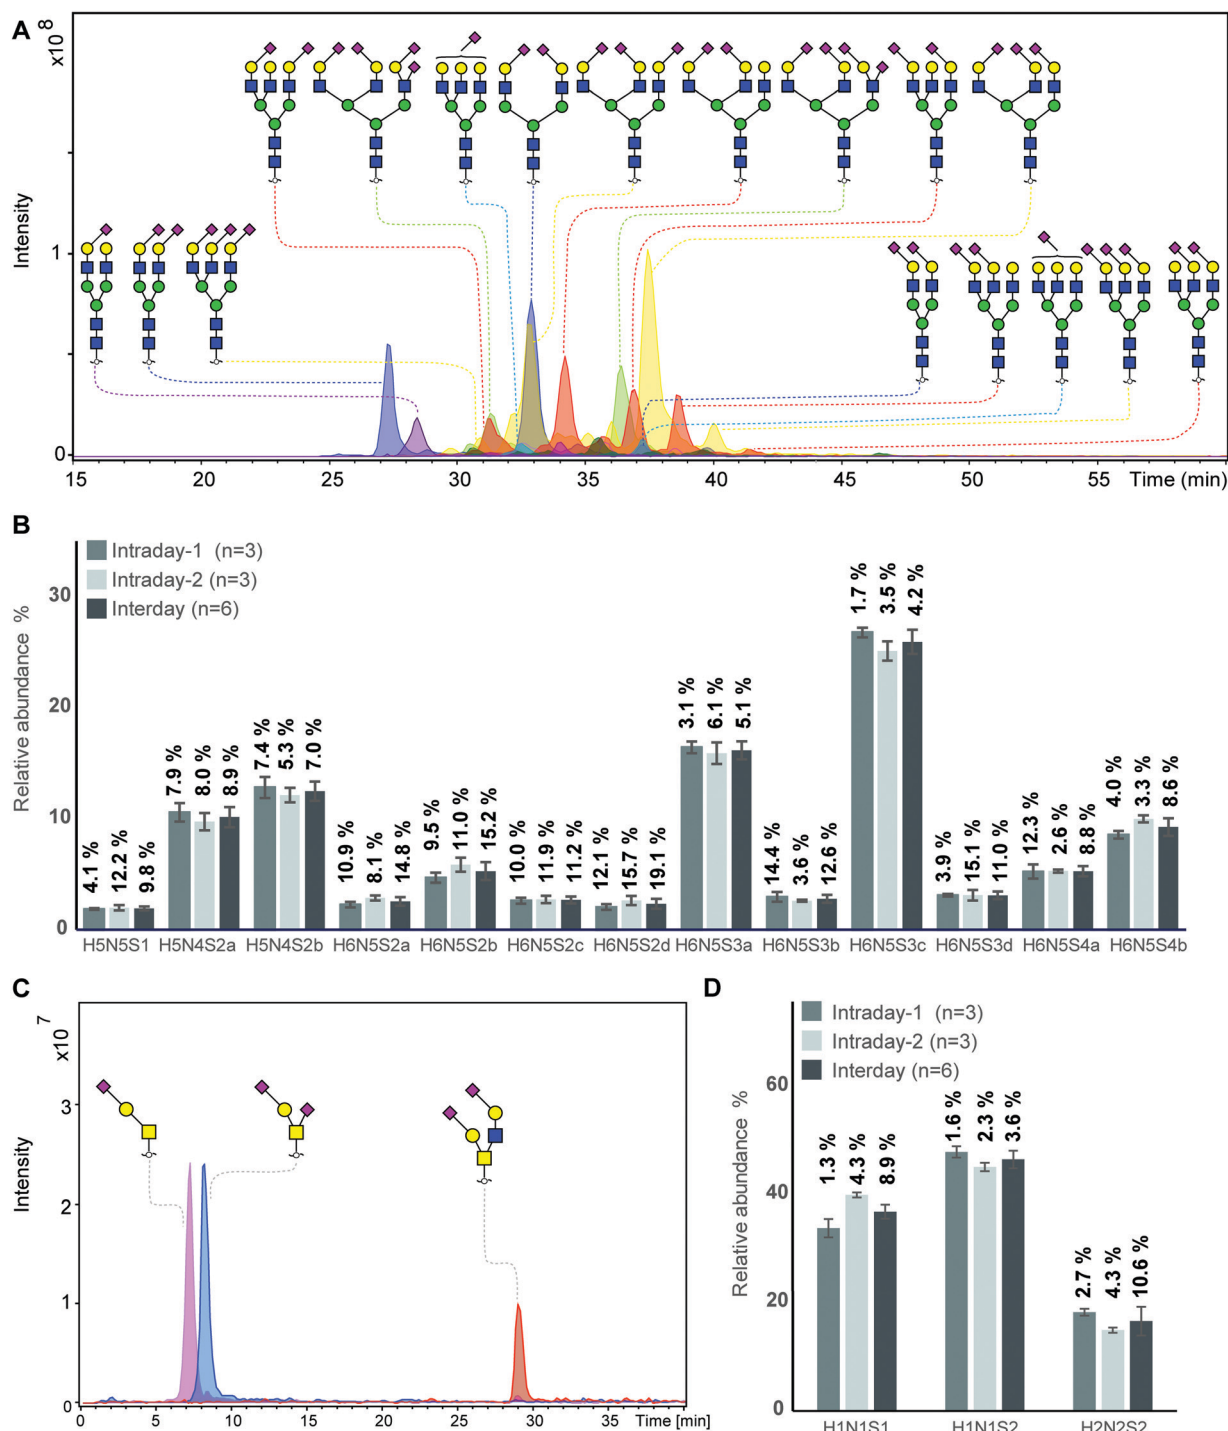 A
x10 8
Intensity
1
0
15 20 25 30 35 40 45 50 55 Time (min)
B
Intraday-1 (n=3)
Intraday-2 (n=3)
Interday (n=6)
Relative abundance %
30
20
10
0
4.1 % 12.2 % 9.8 %
7.9 % 8.0 % 8.9 %
7.4 % 5.3 % 7.0 %
10.9 % 8.1 % 14.8 %
9.5 % 11.0 % 15.2 %
10.0 % 11.9 % 11.2 %
12.1 % 15.7 % 19.1 %
3.1 % 6.1 % 5.1 %
14.4 % 3.6 % 12.6 %
1.7 % 3.5 % 4.2 %
3.9 % 15.1 % 11.0 %
12.3 % 2.6 % 8.8 %
4.0 % 3.3 % 8.6 %
H5N5S1 H5N4S2a H5N4S2b H6N5S2a H6N5S2b H6N5S2c H6N5S2d H6N5S3a H6N5S3b H6N5S3c H6N5S3d H6N5S4a H6N5S4b
C
x10 7
Intensity
3
2
1
0
0 5 10 15 20 25 30 35 Time [min]
D
Intraday-1 (n=3)
Intraday-2 (n=3)
Interday (n=6)
Relative abundance %
60
40
20
0
1.3 % 4.3 % 8.9 %
1.6 % 2.3 % 3.6 %
2.7 % 4.3 % 10.6 %
H1N1S1 H1N1S2 H2N2S2